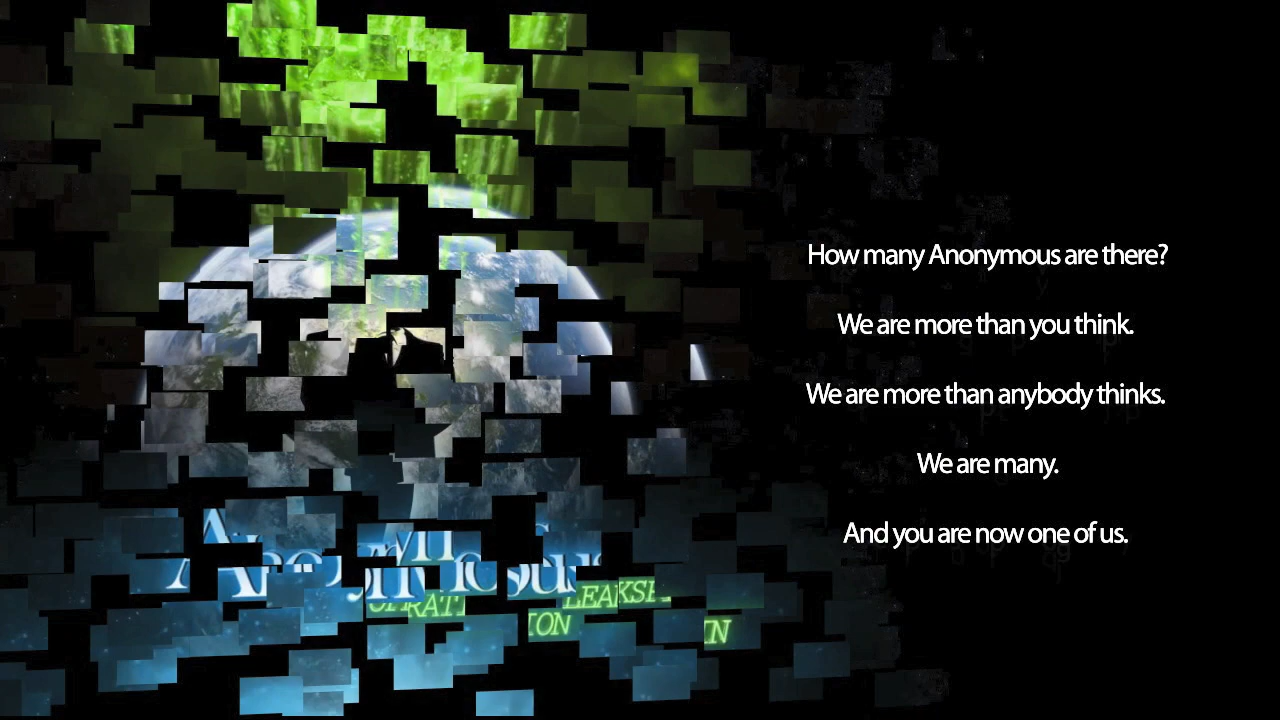 How many Anonymous are there?
We are more than you think.
We are more than anybody thinks.
We are many.
And you are now one of us.